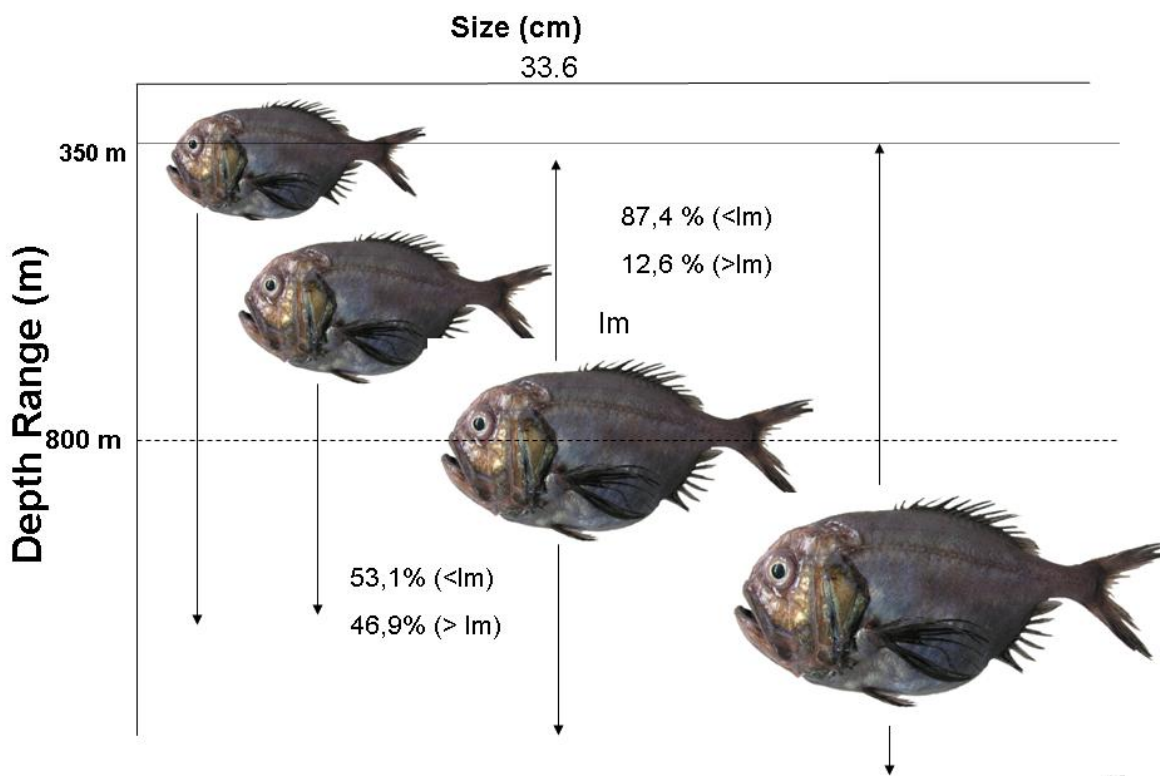 Size (cm)
33.6
350 m
87,4 % (<lm)
12,6 % (>lm)
lm
Depth Range (m)
800 m
53,1% (<lm)
46,9% (> lm)